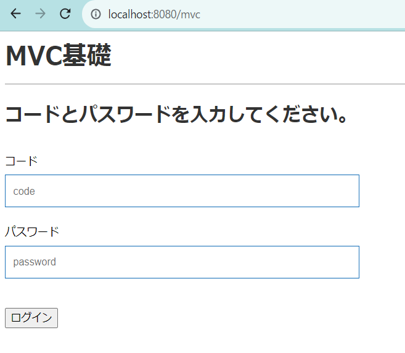 localhost:8080/mvc
MVC基礎
コードとパスワードを入力してください。
コード
code
パスワード
password
ログイン